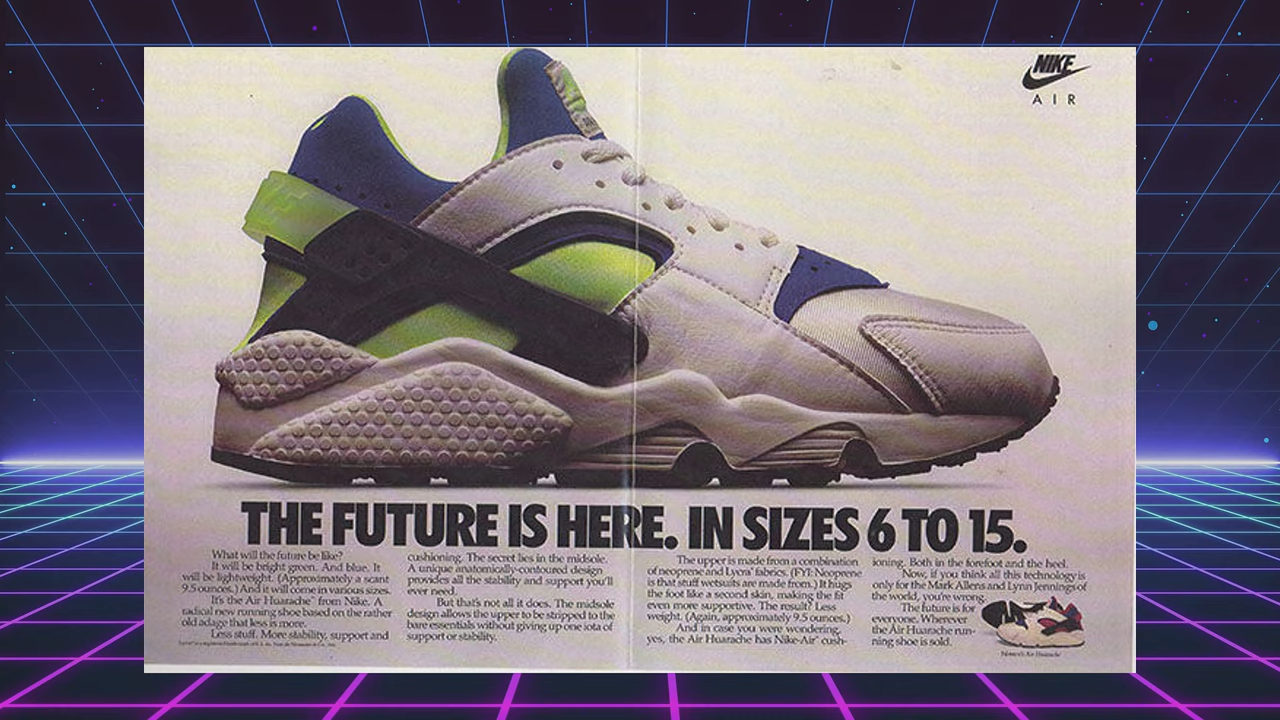 NIKE
AIR
THE FUTURE IS HERE. IN SIZES 6 TO 15.
What will the future be like?
It will be bright green. And blue. It
will be lightweight. (Approximately a scant
9.5 ounces.) And it will come in various sizes.
It's the Air Huarache™ from Nike. A
radical new running shoe based on the rather
old adage that less is more.
Less stuff. More stability, support and
cushioning. The secret lies in the midsole.
A unique anatomically-contoured design
provides all the stability and support you'll
ever need.
But that's not all it does. The midsole
design allows the upper to be stripped to the
bare essentials without giving up one iota of
support or stability.
The upper is made from a combination
of neoprene and Lycra® fabrics. (FYI: Neoprene
is that stuff wetsuits are made from.) It hugs
the foot like a second skin, making the fit
even more supportive. The result? Less
weight. (Again, approximately 9.5 ounces.)
And in case you were wondering,
yes, the Air Huarache has Nike-Air® cush-
ioning. Both in the forefoot and the heel.
Now, if you think all this technology is
only for the Mark Allens and Lynn Jennings of
the world, you're wrong.
The future is for
everyone. Wherever
the Air Huarache run-
ning shoe is sold.
Women's Air Huarache